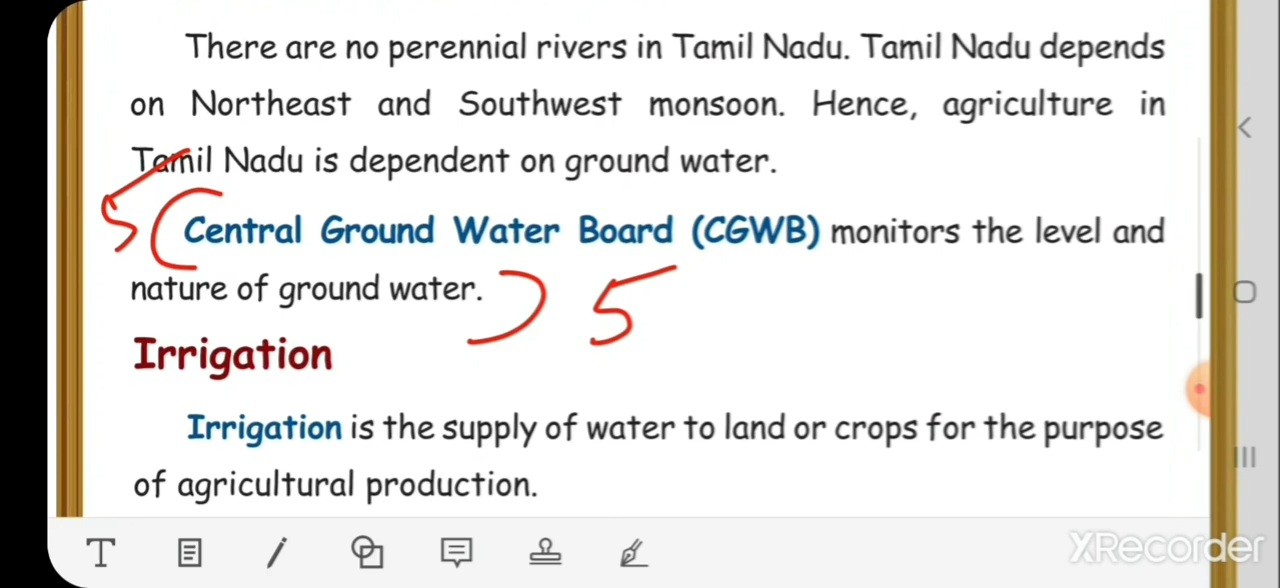 There are no perennial rivers in Tamil Nadu. Tamil Nadu depends
on Northeast and Southwest monsoon. Hence, agriculture in
Tamil Nadu is dependent on ground water.
5 Central Ground Water Board (CGWB) monitors the level and
nature of ground water. 5
Irrigation
Irrigation is the supply of water to land or crops for the purpose
of agricultural production.
T
XRecorder